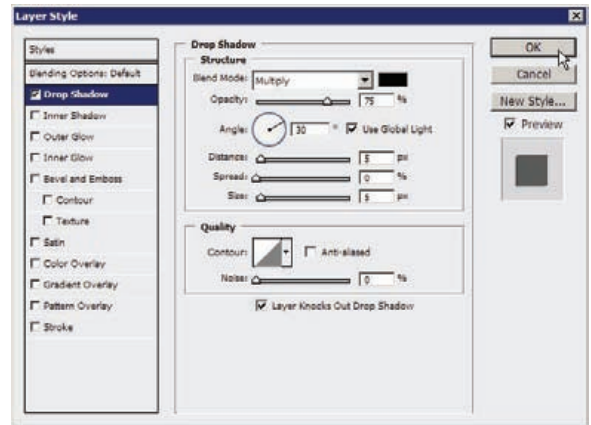 Layer Style
Styles
Blending Options: Default
Drop Shadow
Inner Shadow
Outer Glow
Inner Glow
Bevel and Emboss
Contour
Texture
Satin
Color Overlay
Gradient Overlay
Pattern Overlay
Stroke
Drop Shadow
Structure
Blend Mode: Multiply
Opacity: 75 %
Angle: 30 ° Use Global Light
Distance: 5 px
Spread: 0 %
Size: 5 px
Quality
Contour: Anti-aliased
Noise: 0 %
Layer Knocks Out Drop Shadow
OK
Cancel
New Style...
Preview